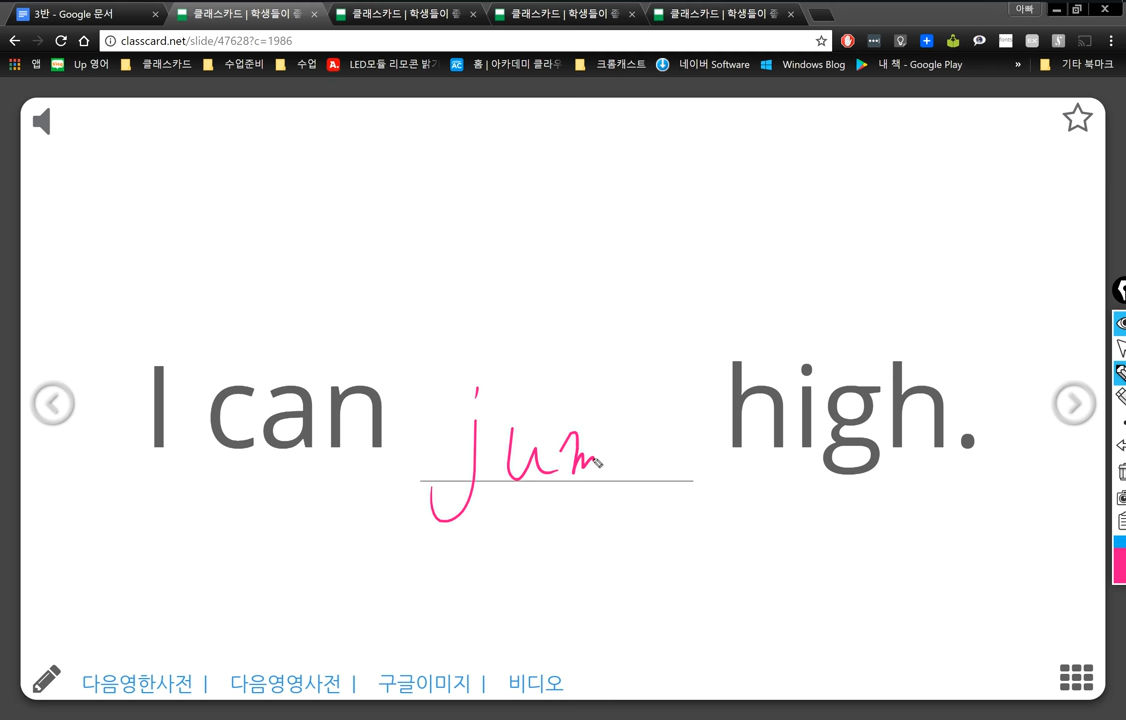 3반 - Google 문서
클래스카드 | 학생들이 좋
클래스카드 | 학생들이 좋
클래스카드 | 학생들이 좋
클래스카드 | 학생들이 좋
아빠
classcard.net/slide/47628?c=1986
앱
Up 영어
클래스카드
수업준비
수업
LED모듈 리모콘 밝기
홈 | 아카데미 클라우
크롬캐스트
네이버 Software
Windows Blog
내 책 - Google Play
»
기타 북마크
I can jum high.
다음영한사전 | 다음영영사전 | 구글이미지 | 비디오